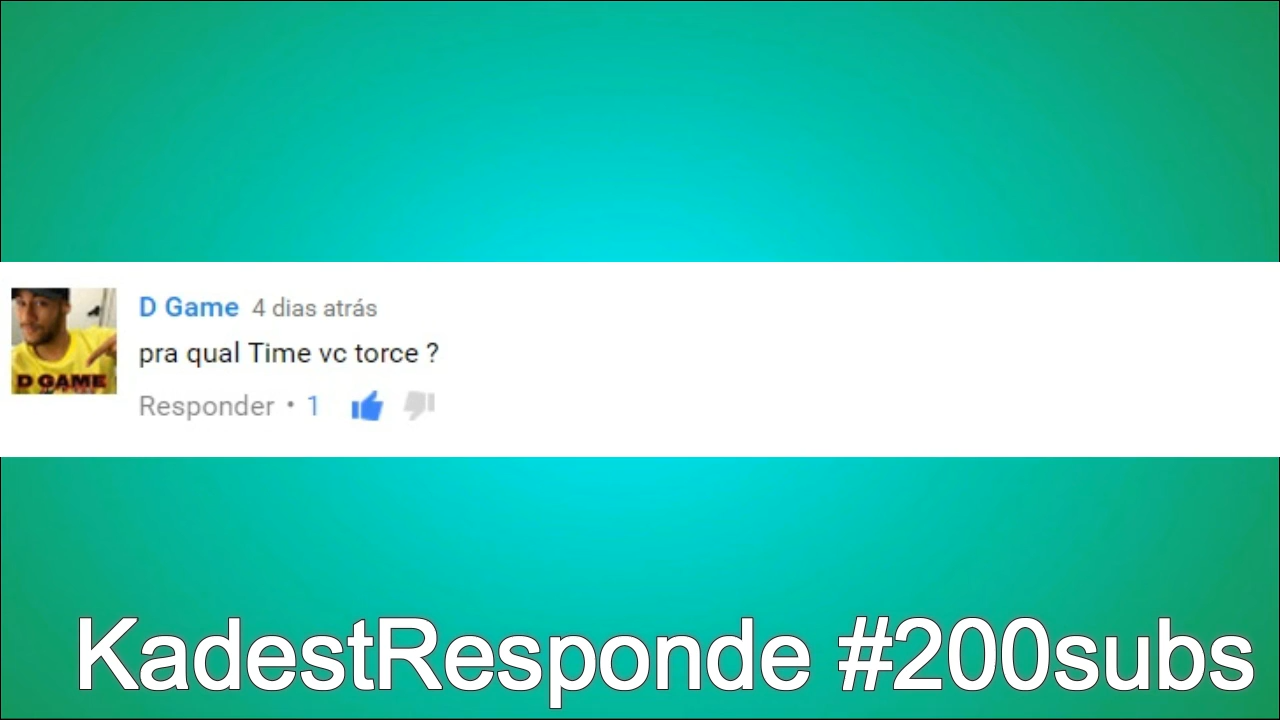 D Game 4 dias atrás
pra qual Time vc torce ?
Responder • 1
D GAME
KadestResponde #200subs